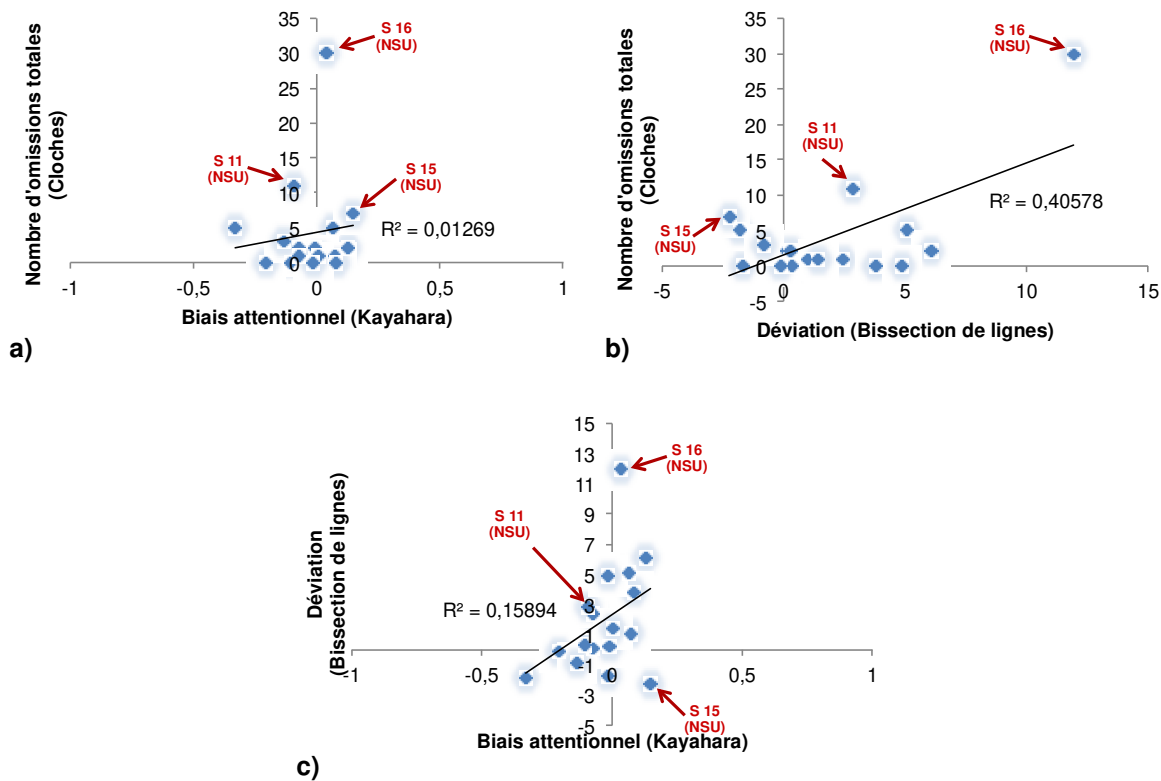 Nombre d'omissions totales
(Cloches)
35
30
25
20
15
10
5
0
-1
-0,5
0
0,5
1
S 16
(NSU)
S 11
(NSU)
S 15
(NSU)
R² = 0,01269
Biais attentionnel (Kayahara)
a)
Nombre d'omissions totales
(Cloches)
35
30
25
20
15
10
5
0
-5
-5
0
5
10
15
S 16
(NSU)
S 11
(NSU)
S 15
(NSU)
R² = 0,40578
Déviation (Bissection de lignes)
b)
Déviation
(Bissection de lignes)
15
13
11
9
7
5
3
1
-1
-3
-5
-1
-0,5
0
0,5
1
S 16
(NSU)
S 11
(NSU)
R² = 0,15894
S 15
(NSU)
Biais attentionnel (Kayahara)
c)